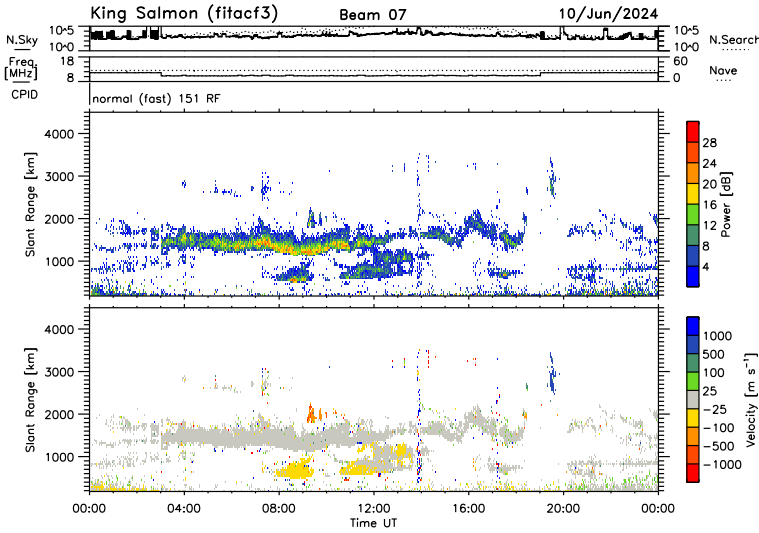 King Salmon (fitacf3) Beam 07 10/Jun/2024
N.Sky 10^5 10^0 10^5 10^0 N.Search
Freq. [MHz] 18 8 60 0 Nave
CPID normal (fast) 151 RF
Slant Range [km] 4000 3000 2000 1000
28 24 20 16 12 8 4 Power [dB]
Slant Range [km] 4000 3000 2000 1000
1000 500 100 25 -25 -100 -500 -1000 Velocity [m s^-1]
00:00 04:00 08:00 12:00 16:00 20:00 00:00
Time UT